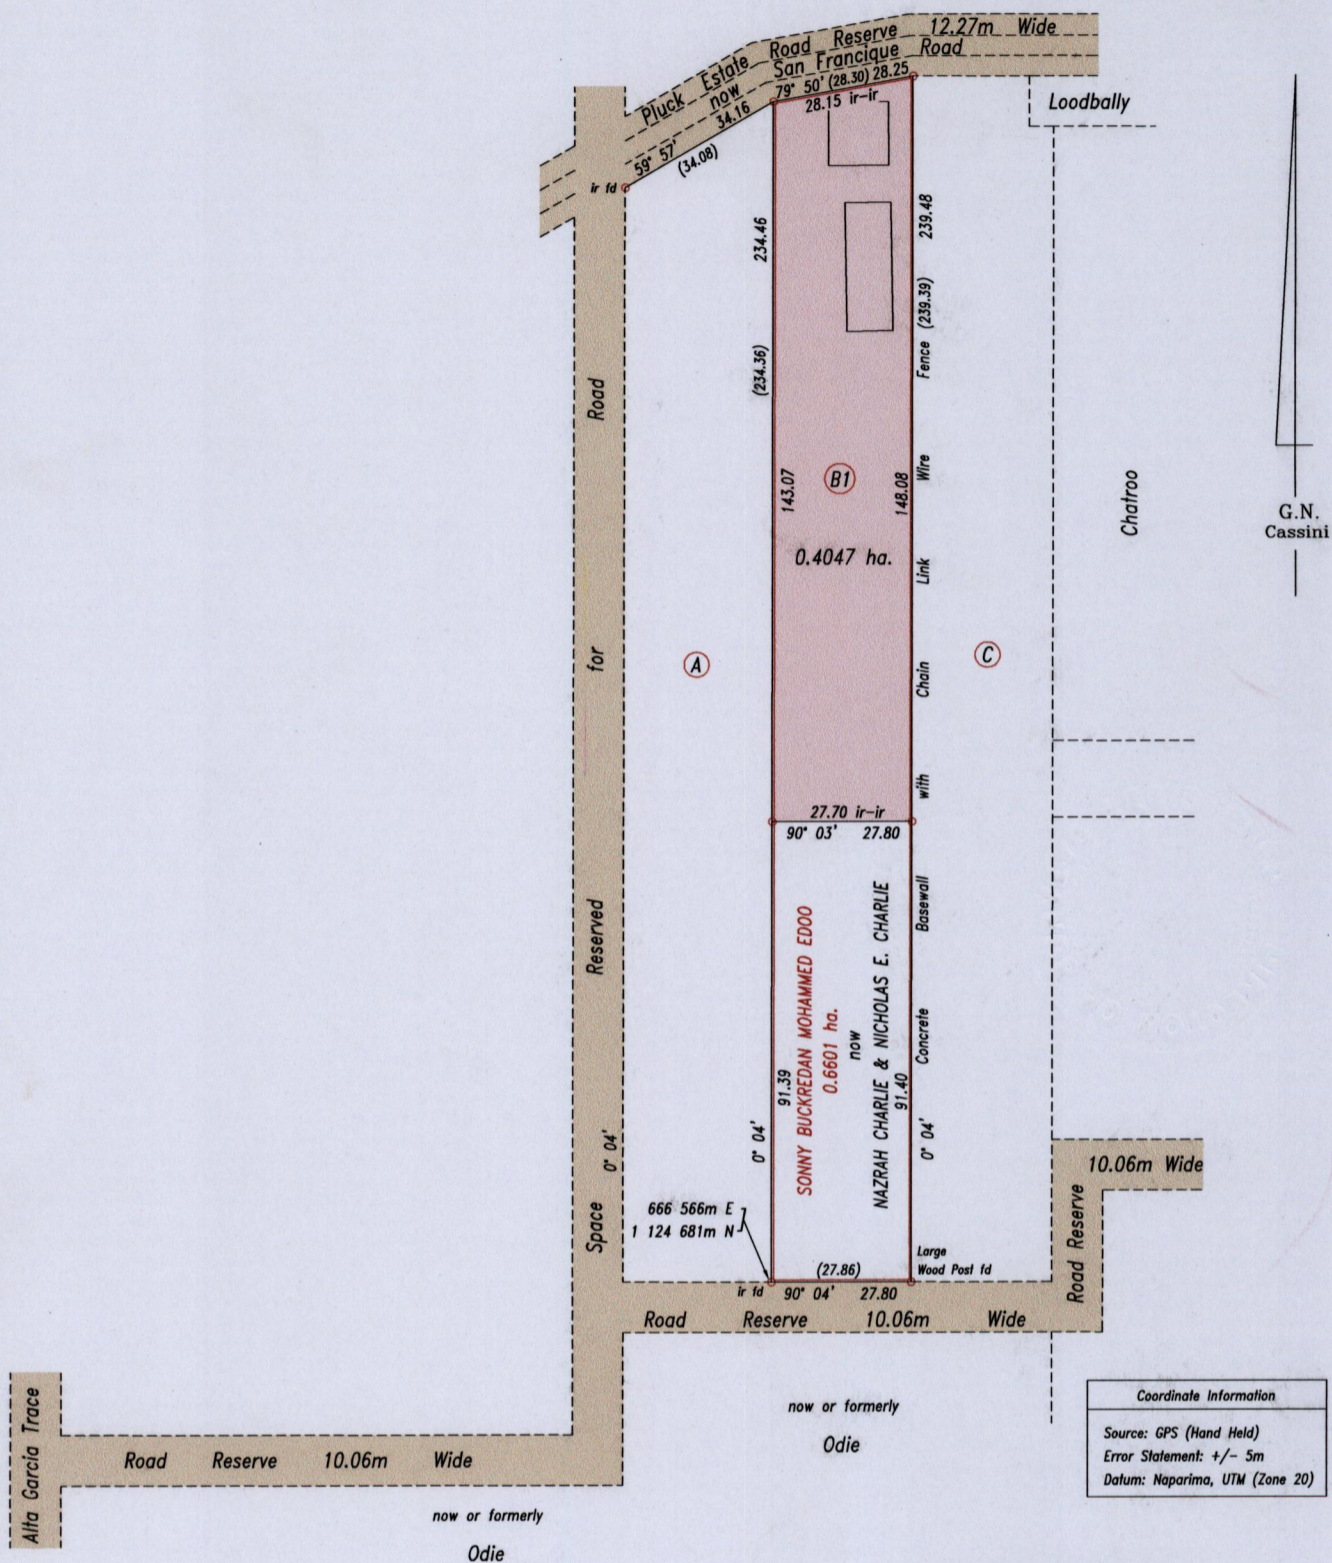 Road Reserve 12.27m Wide
Pluck Estate
now
San Francique Road
79° 50' (28.30) 28.25
28.15 ir-ir
34.16
59° 57'
(34.08)
ir fd
Loodbally
234.46
239.48
(234.36)
(239.39)
Road
for
Reserved
Space
0° 04'
143.07
B1
148.08
0.4047 ha.
A
C
Fence
Wire
Link
Chain
with
Basewall
Concrete
Chatroo
G.N.
Cassini
27.70 ir-ir
90° 03' 27.80
SONNY BUCKREDAN MOHAMMED EDOO
0.6601 ha.
now
NAZRAH CHARLIE & NICHOLAS E. CHARLIE
91.39
91.40
0° 04'
0° 04'
10.06m Wide
Road Reserve
666 566m E
1 124 681m N
Large
Wood Post fd
(27.86)
ir fd 90° 04' 27.80
Road Reserve 10.06m Wide
now or formerly
Odie
Alta Garcia Trace
Road Reserve 10.06m Wide
now or formerly
Odie
Coordinate Information
Source: GPS (Hand Held)
Error Statement: +/- 5m
Datum: Naparima, UTM (Zone 20)